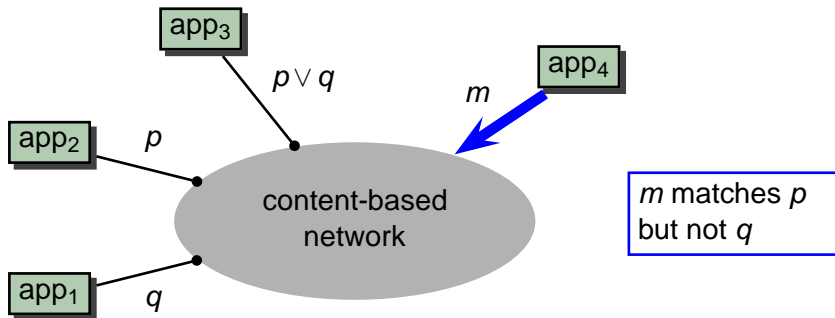 app3
p ∨ q
app4
m
app2
p
content-based
network
m matches p
but not q
app1
q